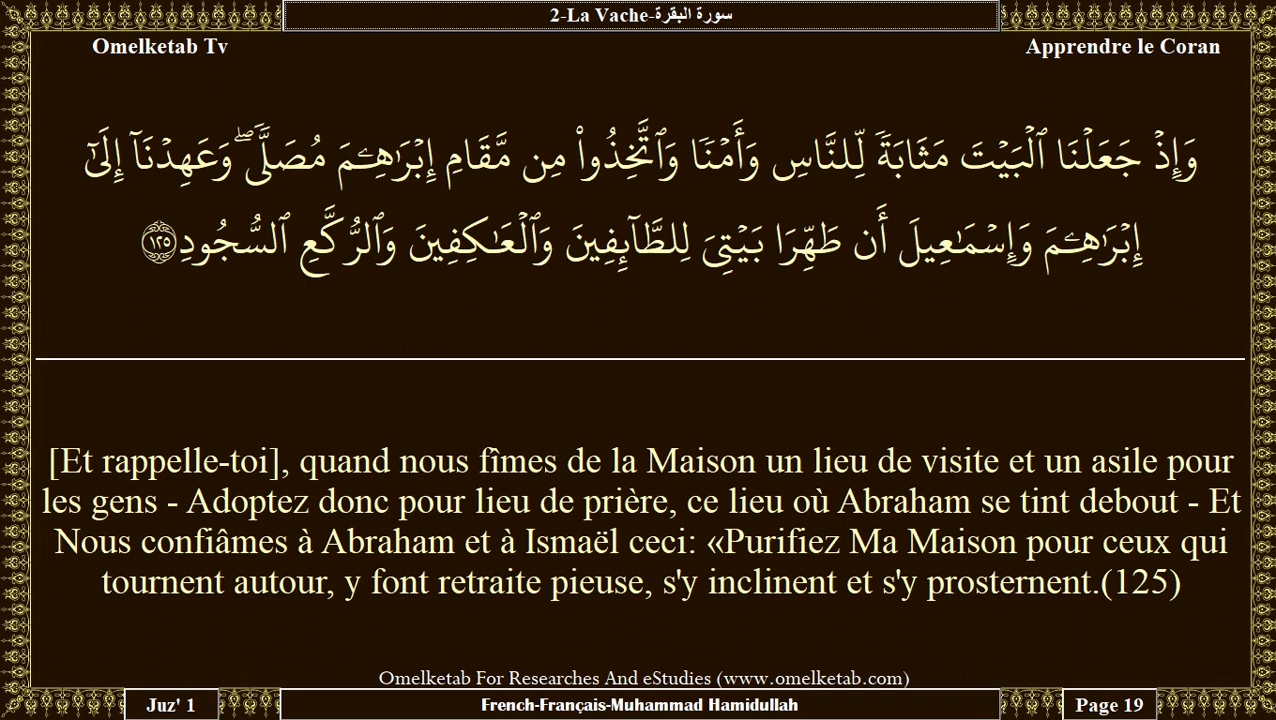 2-La Vache-سورة البقرة
Omelketab Tv
Apprendre le Coran
وَإِذْ جَعَلْنَا ٱلْبَيْتَ مَثَابَةً لِّلنَّاسِ وَأَمْنًا وَٱتَّخِذُوا۟ مِن مَّقَامِ إِبْرَٰهِـۧمَ مُصَلًّى ۖ وَعَهِدْنَآ إِلَىٰٓ
إِبْرَٰهِـۧمَ وَإِسْمَـٰعِيلَ أَن طَهِّرَا بَيْتِىَ لِلطَّآئِفِينَ وَٱلْعَـٰكِفِينَ وَٱلرُّكَّعِ ٱلسُّجُودِ ١٢٥
[Et rappelle-toi], quand nous fîmes de la Maison un lieu de visite et un asile pour
les gens - Adoptez donc pour lieu de prière, ce lieu où Abraham se tint debout - Et
Nous confiâmes à Abraham et à Ismaël ceci: «Purifiez Ma Maison pour ceux qui
tournent autour, y font retraite pieuse, s'y inclinent et s'y prosternent.(125)
Omelketab For Researches And eStudies (www.omelketab.com)
Juz' 1
French-Français-Muhammad Hamidullah
Page 19